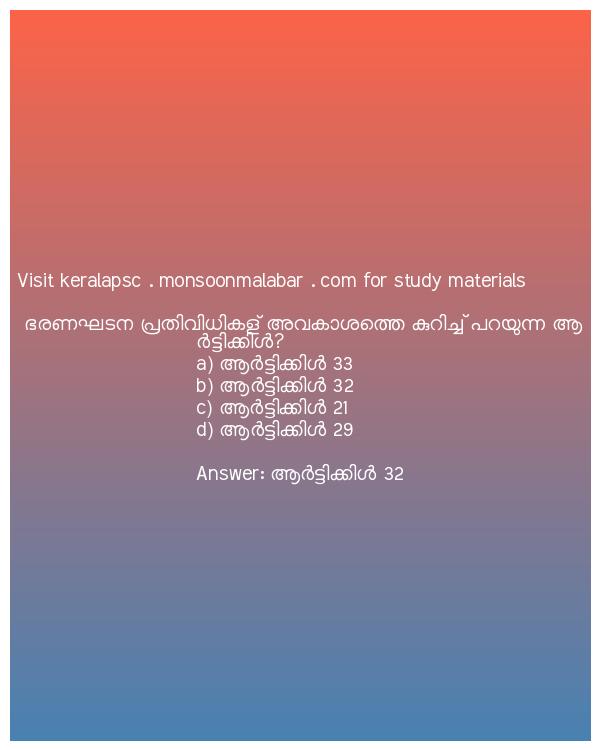 Visit keralapsc . monsoonmalabar . com for study materials
ഭരണഘടന പ്രതിവിധികള് അവകാശത്തെ കുറിച്ച് പറയുന്ന ആ
ർട്ടിക്കിൾ?
a) ആർട്ടിക്കിൾ 33
b) ആർട്ടിക്കിൾ 32
c) ആർട്ടിക്കിൾ 21
d) ആർട്ടിക്കിൾ 29
Answer: ആർട്ടിക്കിൾ 32